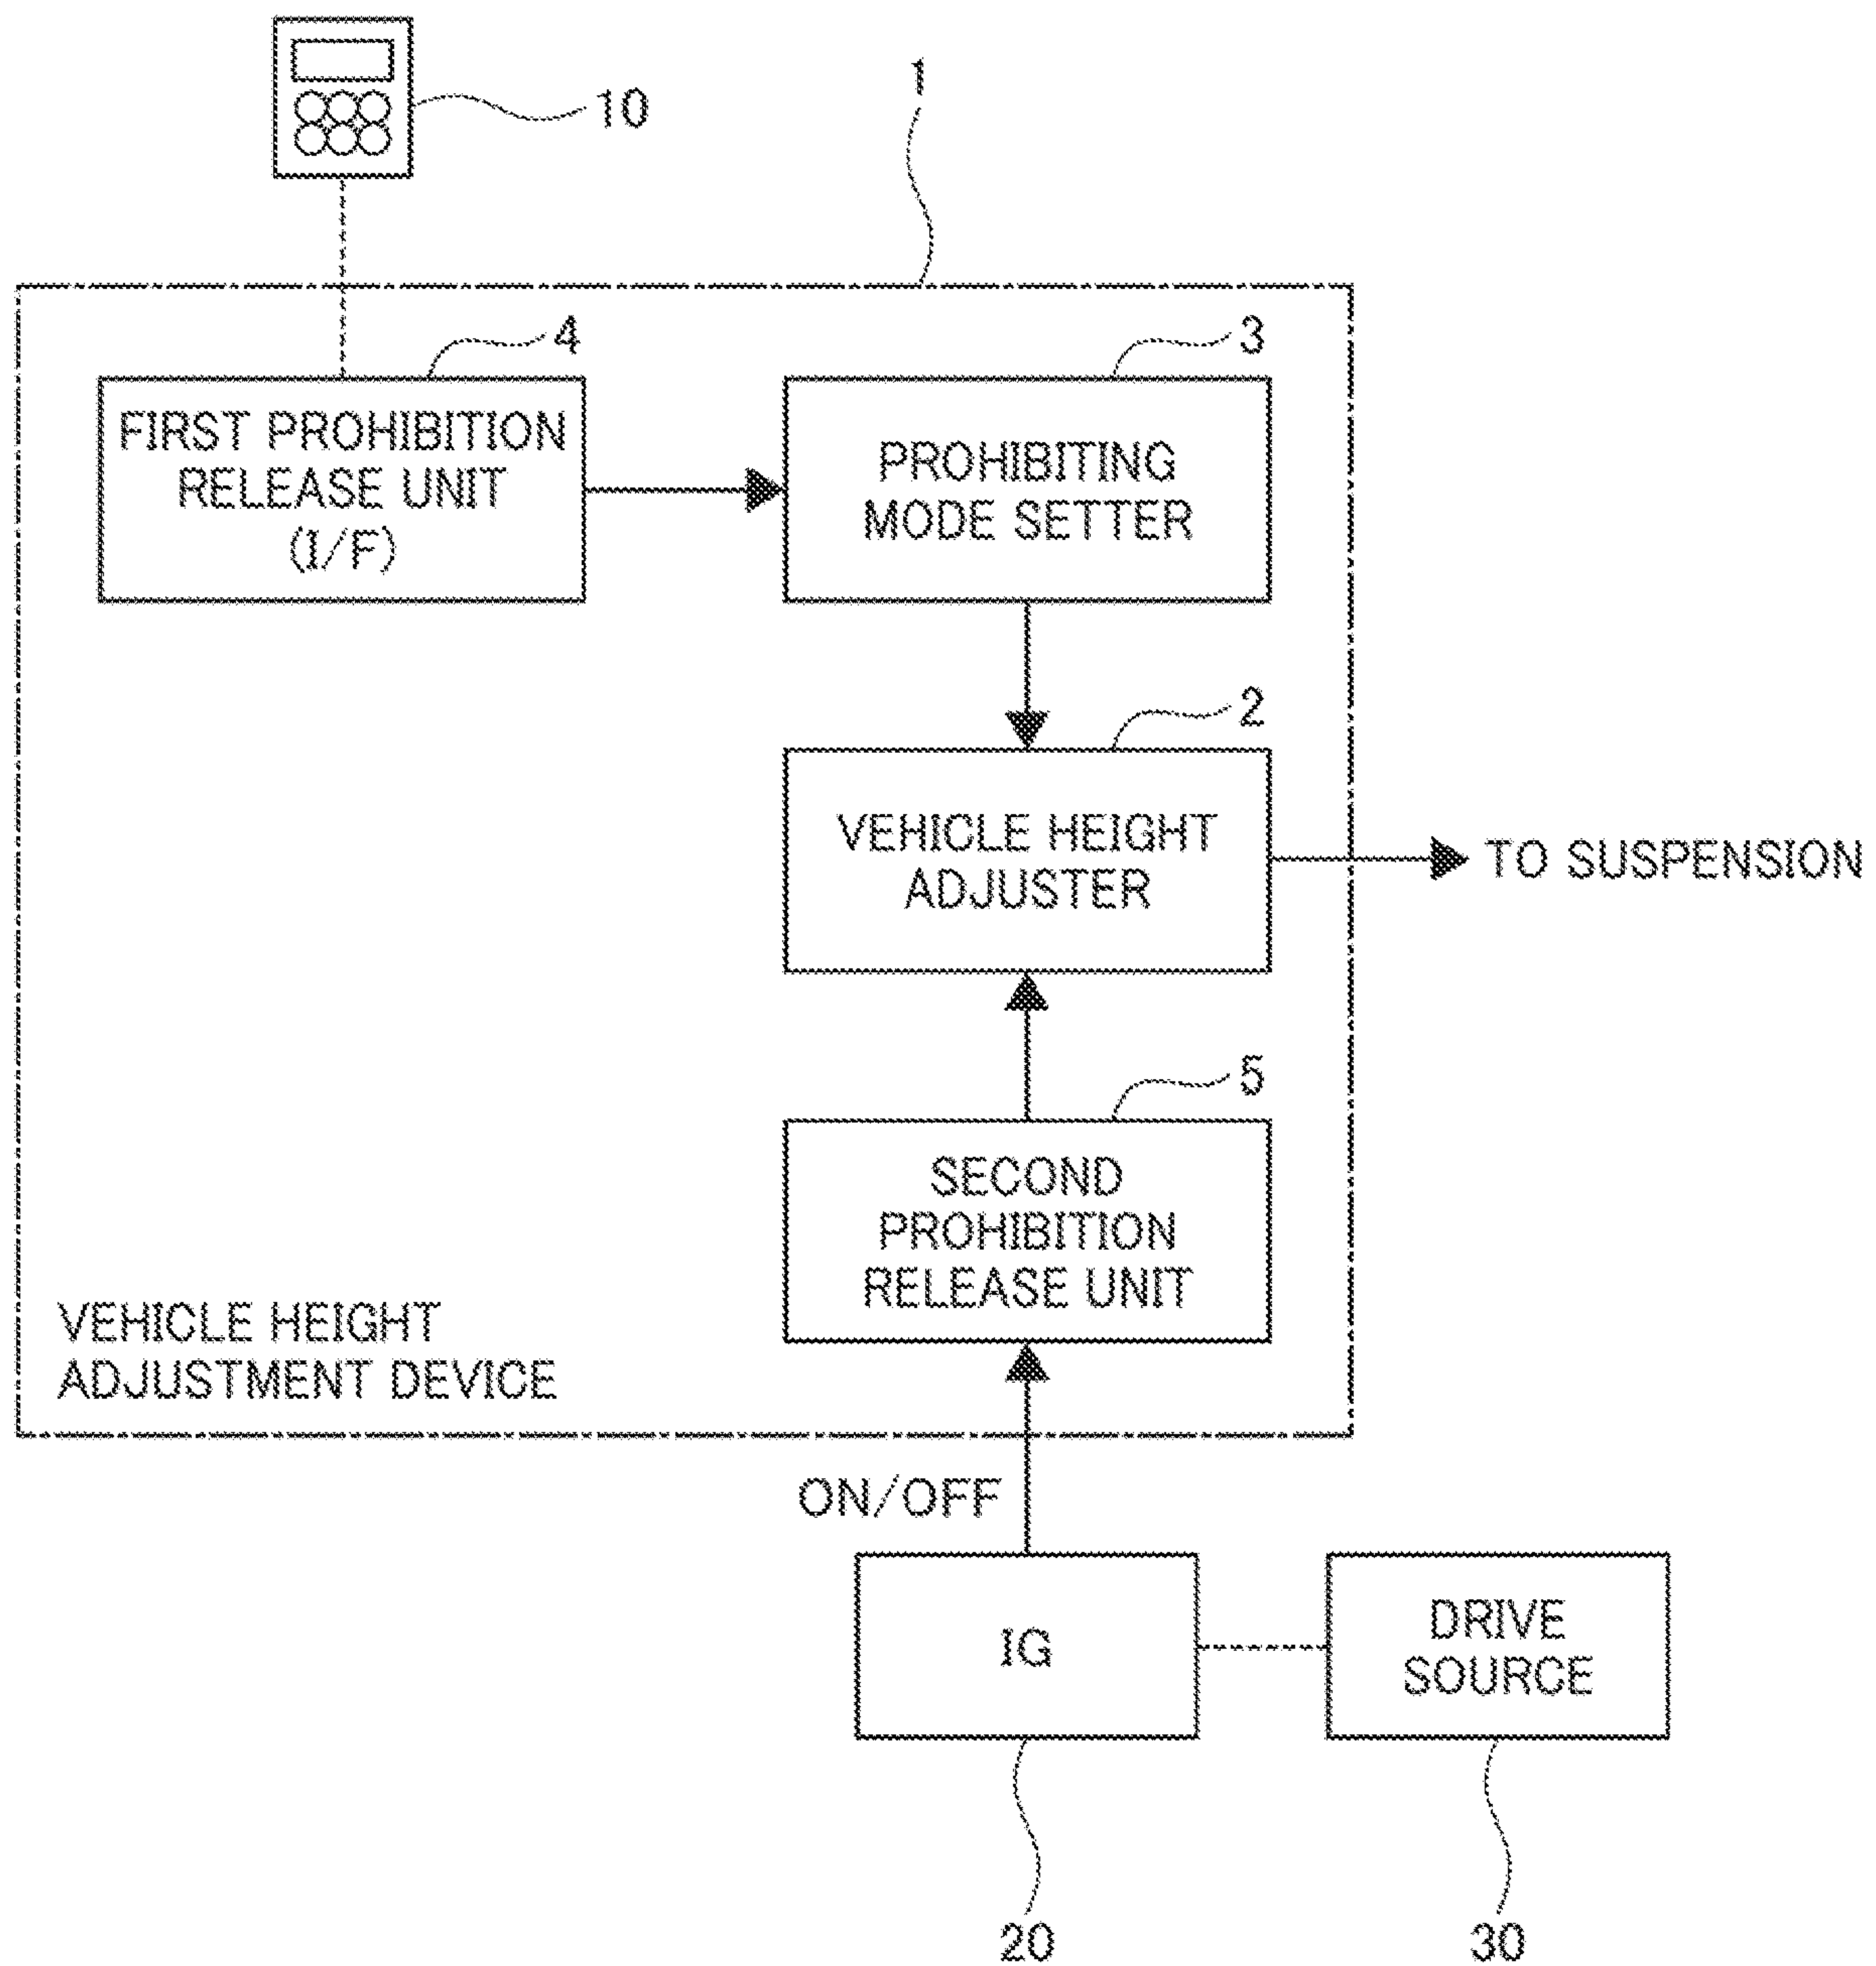 10
1
4
3
FIRST PROHIBITION
RELEASE UNIT
(I/F)
PROHIBITING
MODE SETTER
2
VEHICLE HEIGHT
ADJUSTER
TO SUSPENSION
5
SECOND
PROHIBITION
RELEASE UNIT
VEHICLE HEIGHT
ADJUSTMENT DEVICE
ON/OFF
IG
DRIVE
SOURCE
20
30